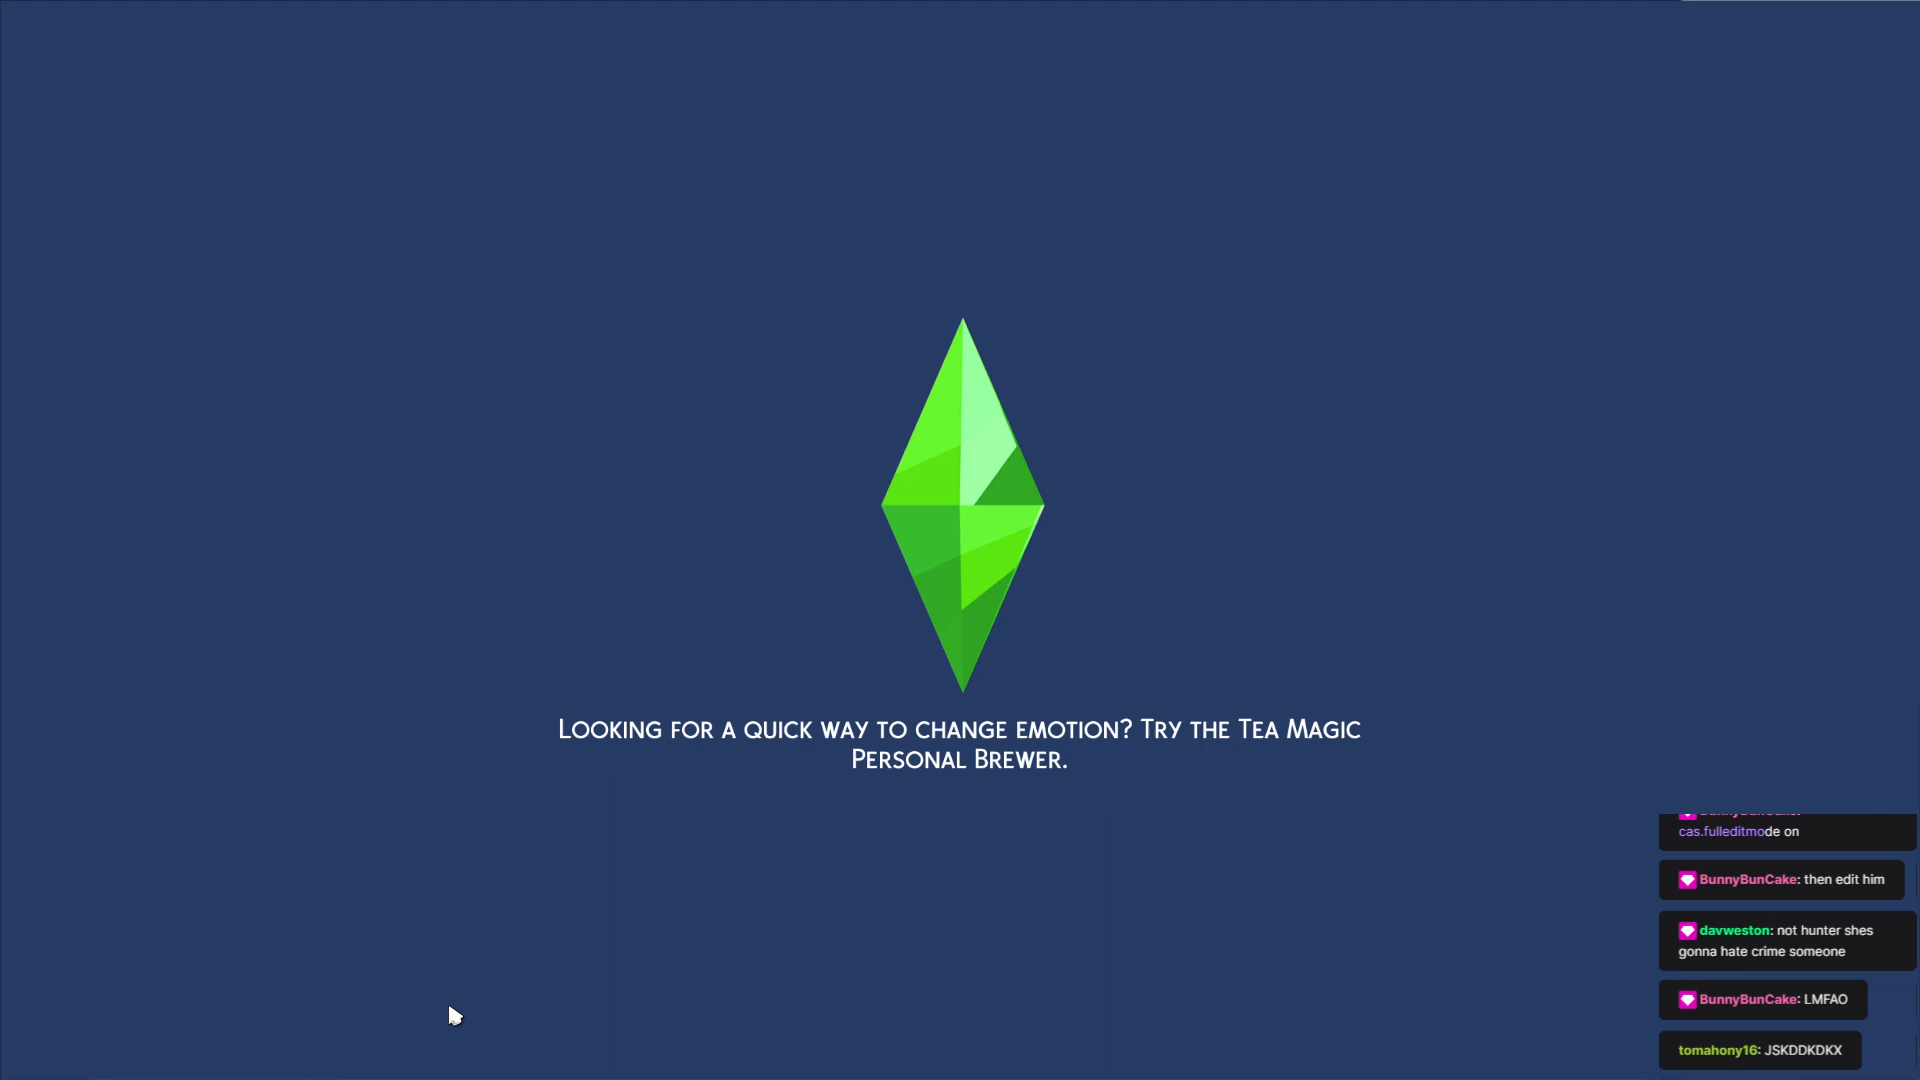 Looking for a quick way to change emotion? Try the Tea Magic
Personal Brewer.
cas.fulleditmode on
BunnyBunCake: then edit him
davweston: not hunter shes
gonna hate crime someone
BunnyBunCake: LMFAO
tomahony16: JSKDDKDKX